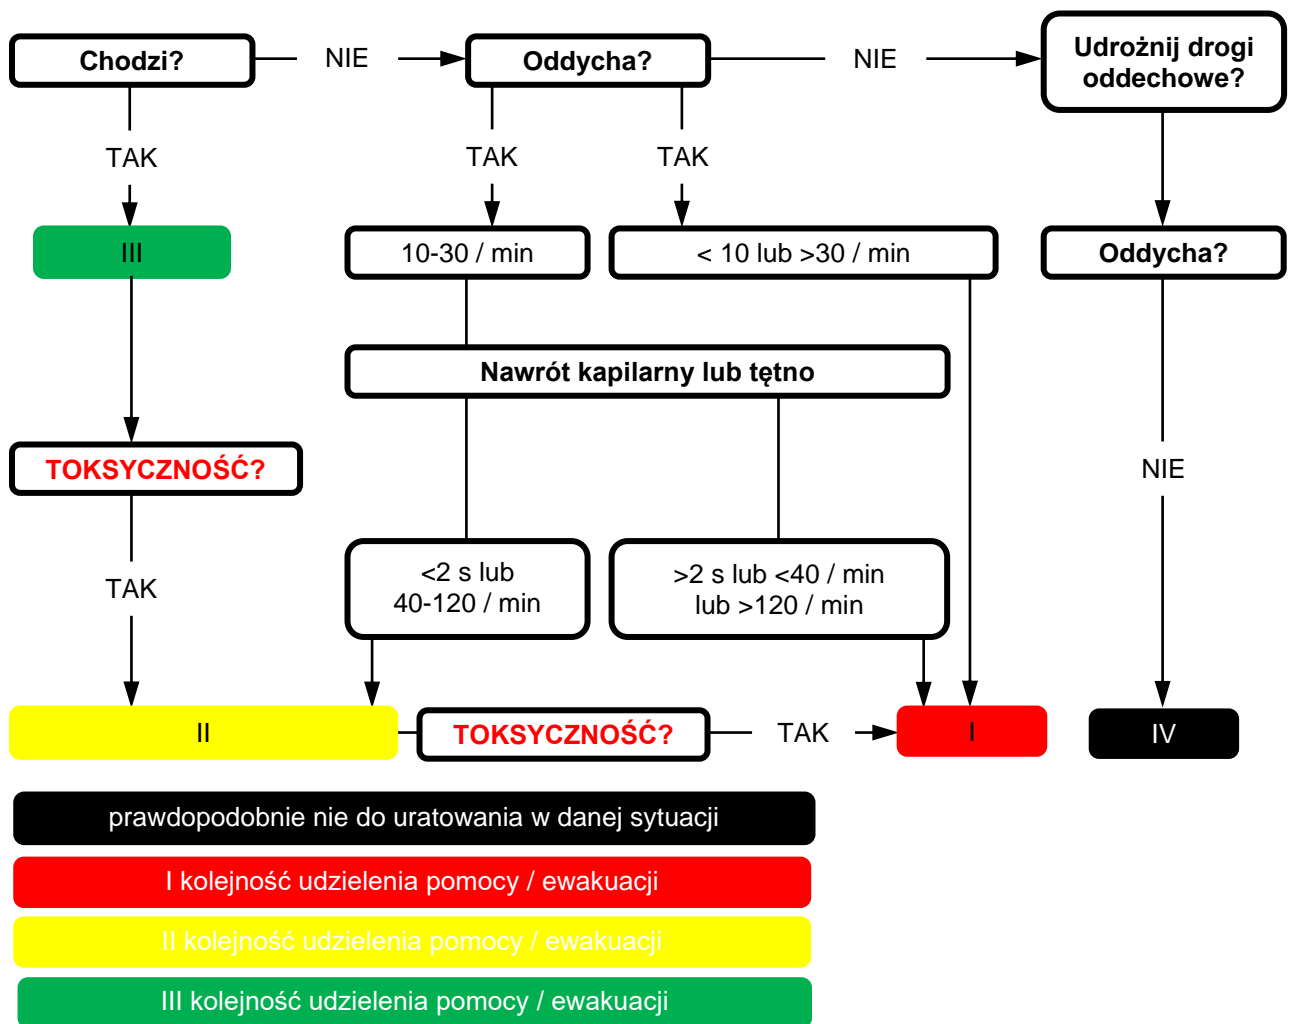 Chodzi?
NIE
Oddycha?
NIE
Udrożnij drogi
oddechowe?
TAK
TAK
TAK
III
10-30 / min
< 10 lub >30 / min
Oddycha?
Nawrót kapilarny lub tętno
TOKSYCZNOŚĆ?
NIE
TAK
<2 s lub
40-120 / min
>2 s lub <40 / min
lub >120 / min
II
TOKSYCZNOŚĆ?
TAK
I
IV
prawdopodobnie nie do uratowania w danej sytuacji
I kolejność udzielenia pomocy / ewakuacji
II kolejność udzielenia pomocy / ewakuacji
III kolejność udzielenia pomocy / ewakuacji